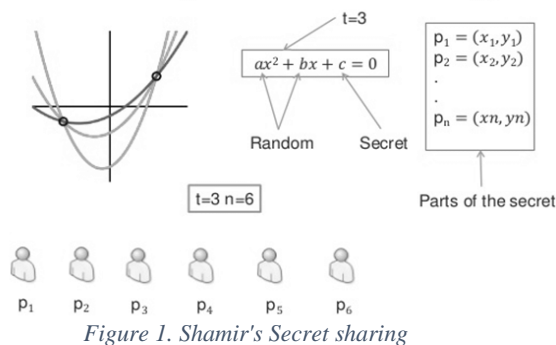 t=3
ax² + bx + c = 0
Random
Secret
p₁ = (x₁, y₁)
p₂ = (x₂, y₂)
.
.
pₙ = (xn, yn)
Parts of the secret
t=3 n=6
p₁ p₂ p₃ p₄ p₅ p₆
Figure 1. Shamir's Secret sharing